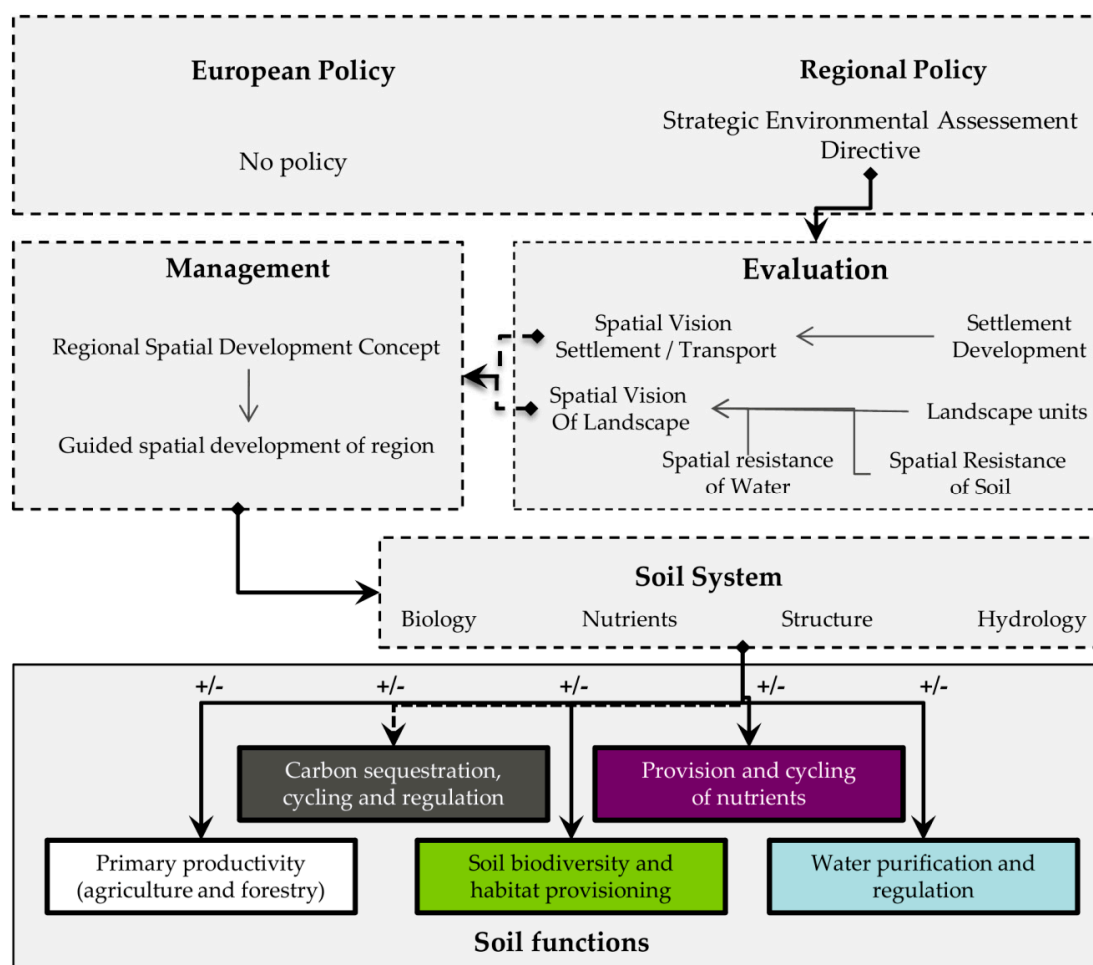 European Policy
Regional Policy
Strategic Environmental Assessement
Directive
No policy
Management
Regional Spatial Development Concept
Guided spatial development of region
Evaluation
Spatial Vision
Settlement / Transport
Settlement
Development
Spatial Vision
Of Landscape
Landscape units
Spatial resistance
of Water
Spatial Resistance
of Soil
Soil System
Biology
Nutrients
Structure
Hydrology
+/-
+/-
+/-
+/-
+/-
Carbon sequestration,
cycling and regulation
Provision and cycling
of nutrients
Primary productivity
(agriculture and forestry)
Soil biodiversity and
habitat provisioning
Water purification and
regulation
Soil functions